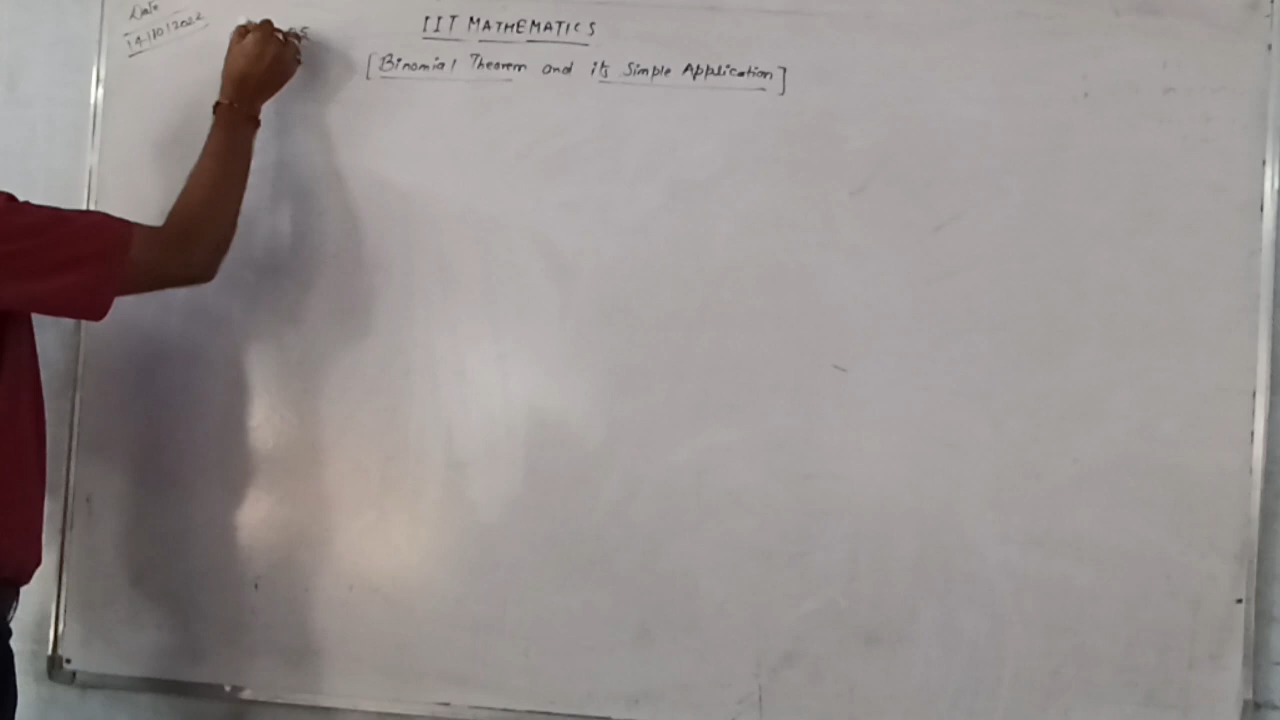 Date
14/10/2022
IIT MATHEMATICS
[Binomial Theorem and its Simple Application]